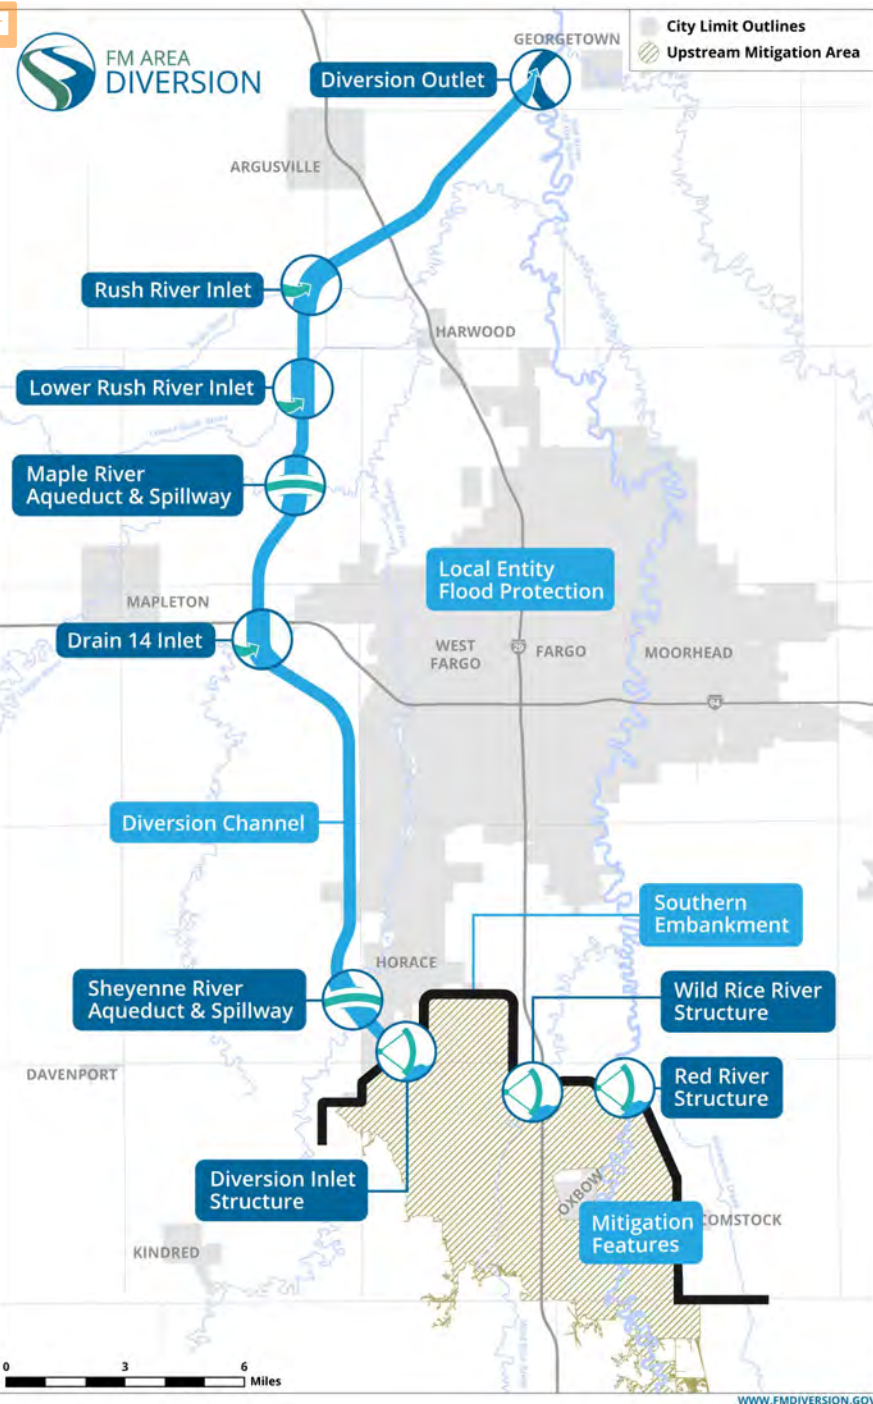 FM AREA
DIVERSION
City Limit Outlines
Upstream Mitigation Area
GEORGETOWN
Diversion Outlet
ARGUSVILLE
Rush River Inlet
HARWOOD
Lower Rush River Inlet
Maple River
Aqueduct & Spillway
Local Entity
Flood Protection
MAPLETON
Drain 14 Inlet
WEST
FARGO
FARGO
MOORHEAD
Diversion Channel
Southern
Embankment
HORACE
Sheyenne River
Aqueduct & Spillway
Wild Rice River
Structure
DAVENPORT
Red River
Structure
Diversion Inlet
Structure
OXBOW
Mitigation
Features
COMSTOCK
KINDRED
0 3 6
Miles
WWW.FMDIVERSION.GOV